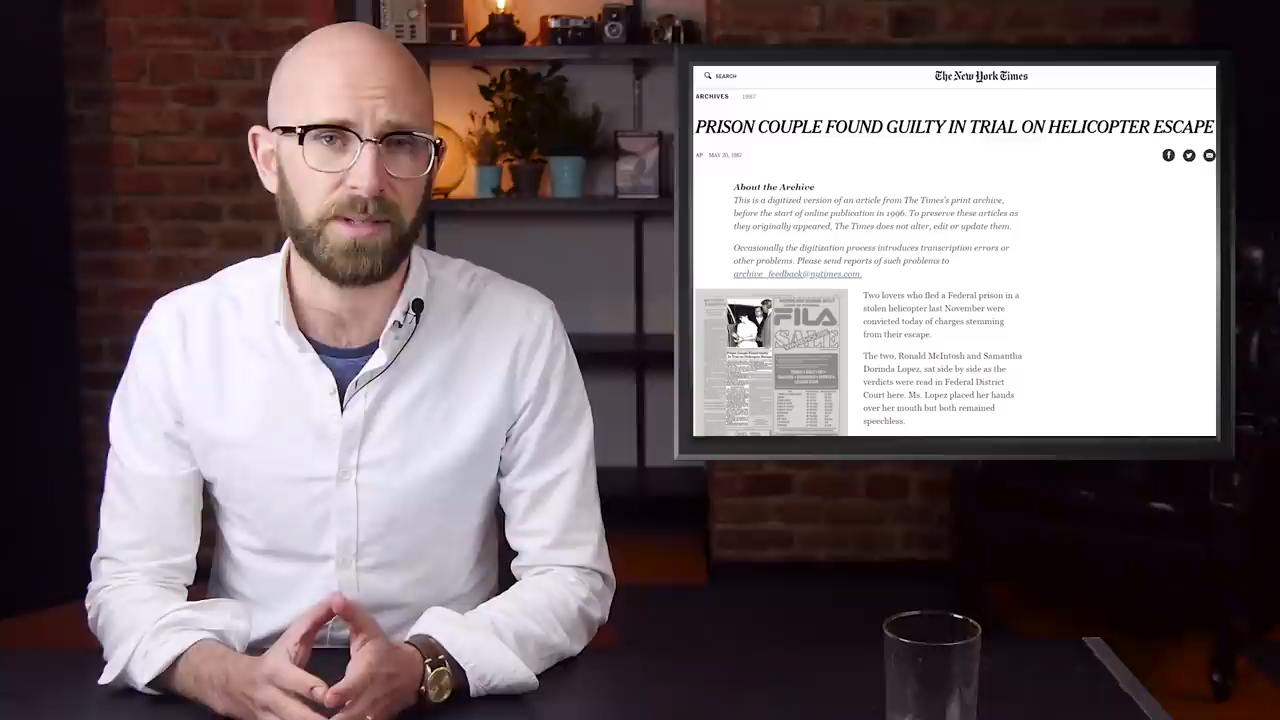 SEARCH
The New York Times
ARCHIVES 1987
PRISON COUPLE FOUND GUILTY IN TRIAL ON HELICOPTER ESCAPE
AP MAY 20, 1987
About the Archive
This is a digitized version of an article from The Times's print archive,
before the start of online publication in 1996. To preserve these articles as
they originally appeared, The Times does not alter, edit or update them.
Occasionally the digitization process introduces transcription errors or
other problems. Please send reports of such problems to
archive_feedback@nytimes.com.
FILA
Two lovers who fled a Federal prison in a
stolen helicopter last November were
convicted today of charges stemming
from their escape.
The two, Ronald McIntosh and Samantha
Dorinda Lopez, sat side by side as the
verdicts were read in Federal District
Court here. Ms. Lopez placed her hands
over her mouth but both remained
speechless.